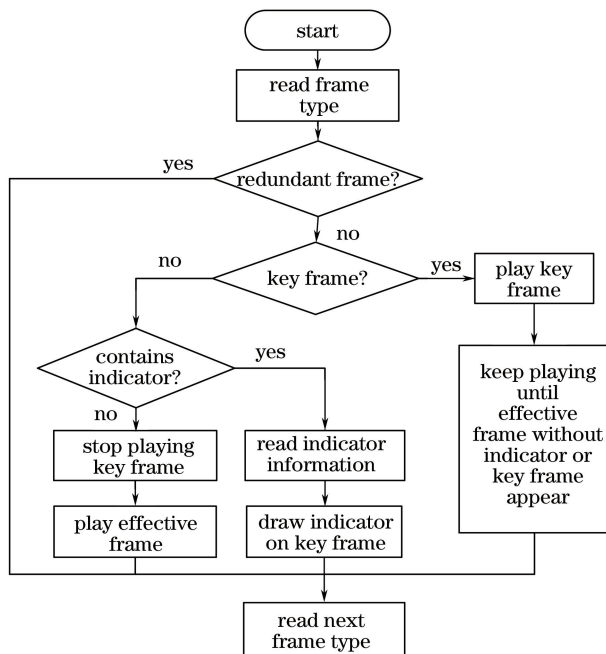 start
read frame
type
yes
redundant frame?
no
no
key frame?
yes
play key
frame
contains
indicator?
yes
no
keep playing
until
effective
frame without
indicator or
key frame
appear
stop playing
key frame
read indicator
information
play effective
frame
draw indicator
on key frame
read next
frame type